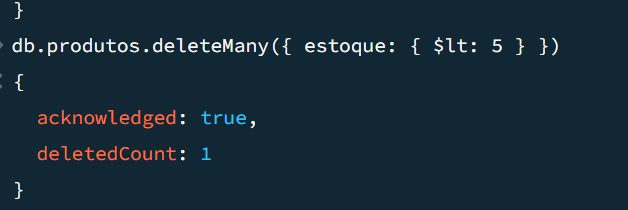 }
db.produtos.deleteMany({ estoque: { $lt: 5 } })
{
acknowledged: true,
deletedCount: 1
}